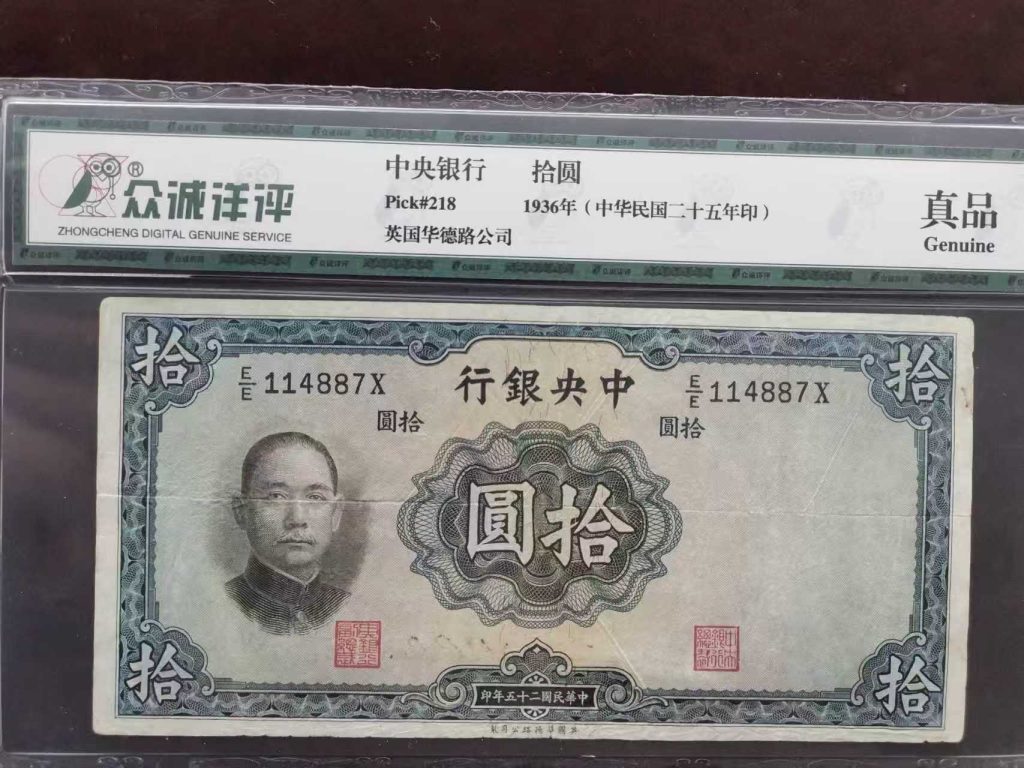 众诚洋评®
ZHONGCHENG DIGITAL GENUINE SERVICE
中央银行 拾圆
Pick#218 1936年（中华民国二十五年印）
英国华德路公司
真品
Genuine
拾 拾
行銀央中
E/E 114887X E/E 114887X
圓拾 圓拾
圓拾
拾 拾
印年五十二國民華中